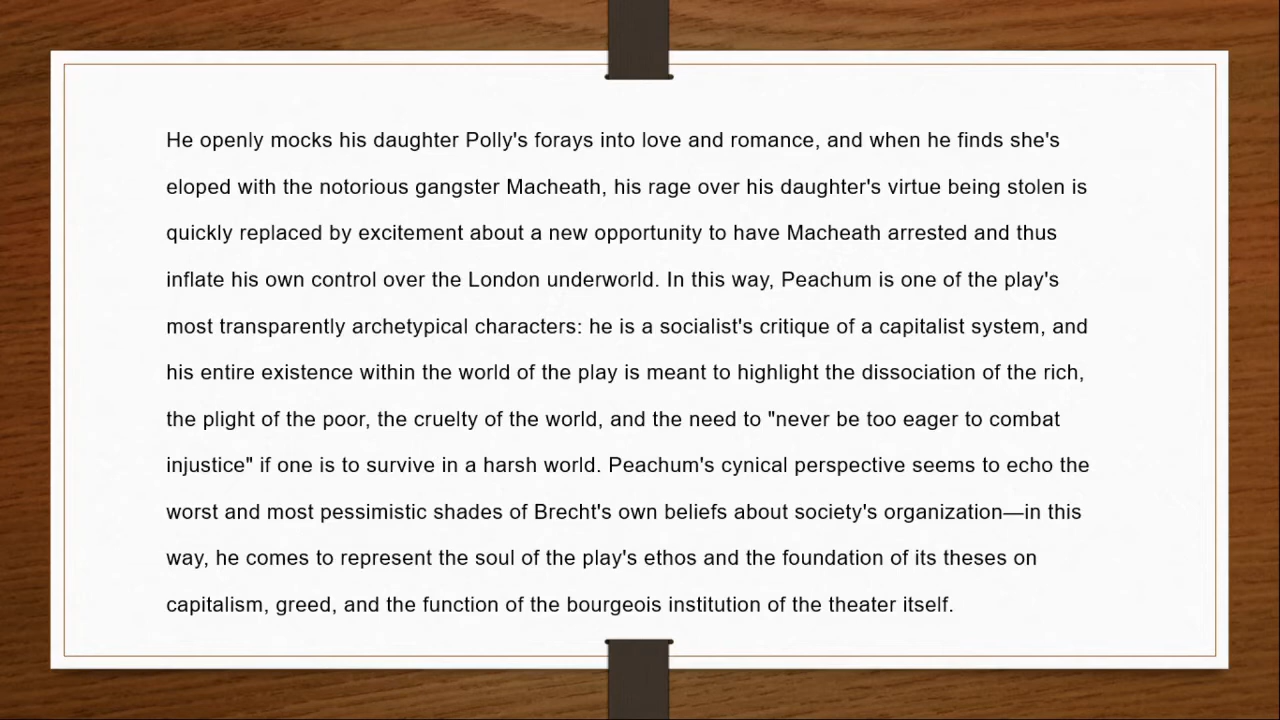 He openly mocks his daughter Polly's forays into love and romance, and when he finds she's
eloped with the notorious gangster Macheath, his rage over his daughter's virtue being stolen is
quickly replaced by excitement about a new opportunity to have Macheath arrested and thus
inflate his own control over the London underworld. In this way, Peachum is one of the play's
most transparently archetypical characters: he is a socialist's critique of a capitalist system, and
his entire existence within the world of the play is meant to highlight the dissociation of the rich,
the plight of the poor, the cruelty of the world, and the need to "never be too eager to combat
injustice" if one is to survive in a harsh world. Peachum's cynical perspective seems to echo the
worst and most pessimistic shades of Brecht's own beliefs about society's organization—in this
way, he comes to represent the soul of the play's ethos and the foundation of its theses on
capitalism, greed, and the function of the bourgeois institution of the theater itself.